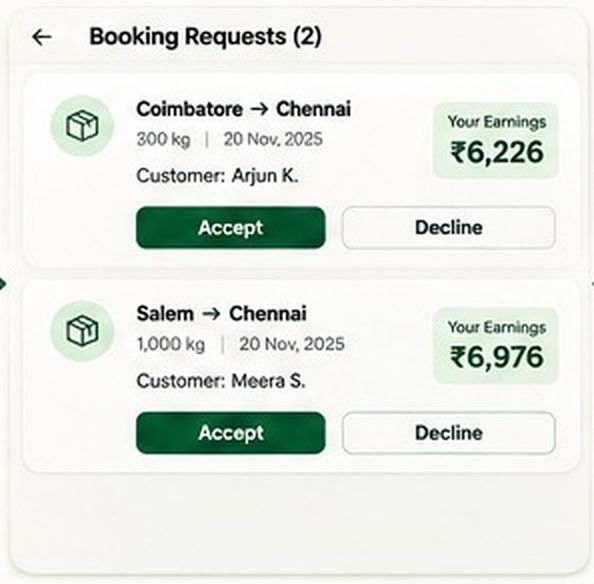 Booking Requests (2)
Coimbatore → Chennai
300 kg | 20 Nov, 2025
Customer: Arjun K.
Your Earnings
₹6,226
Accept
Decline
Salem → Chennai
1,000 kg | 20 Nov, 2025
Customer: Meera S.
Your Earnings
₹6,976
Accept
Decline